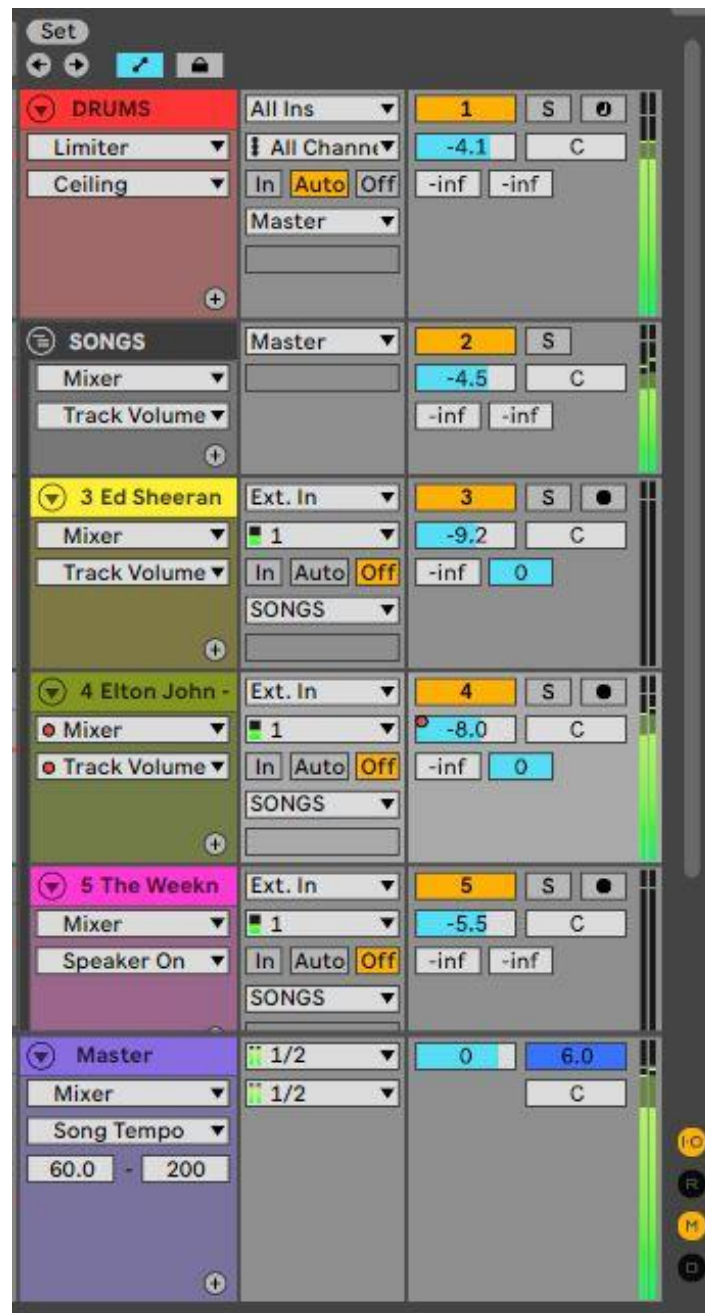 Set
DRUMS All Ins 1 S
Limiter All Channe -4.1 C
Ceiling In Auto Off -inf -inf
Master
SONGS Master 2 S
Mixer -4.5 C
Track Volume -inf -inf
3 Ed Sheeran Ext. In 3 S
Mixer 1 -9.2 C
Track Volume In Auto Off -inf 0
SONGS
4 Elton John - Ext. In 4 S
Mixer 1 -8.0 C
Track Volume In Auto Off -inf 0
SONGS
5 The Weekn Ext. In 5 S
Mixer 1 -5.5 C
Speaker On In Auto Off -inf -inf
SONGS
Master 1/2 0 6.0
Mixer 1/2 C
Song Tempo
60.0 - 200
I·O
R
M
D